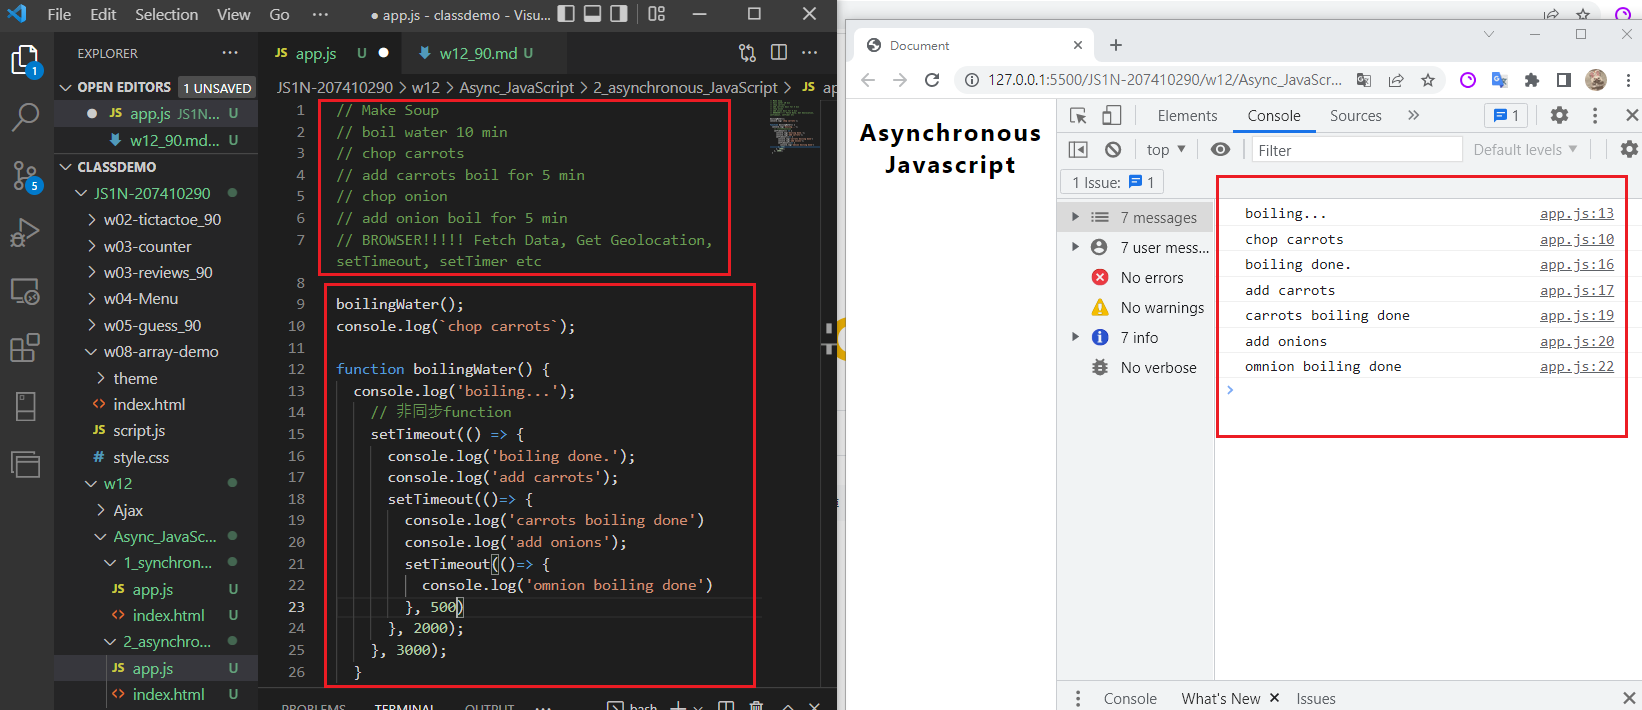 File Edit Selection View Go ··· ● app.js - classdemo - Visu...
EXPLORER ···
OPEN EDITORS 1 UNSAVED
● JS app.js JS1N-... U
w12_90.md... U
CLASSDEMO
JS1N-207410290
w02-tictactoe_90
w03-counter
w03-reviews_90
w04-Menu
w05-guess_90
w08-array-demo
theme
<> index.html
JS script.js
# style.css
w12
Ajax
Async_JavaSc...
1_synchron...
JS app.js U
<> index.html U
2_asynchro...
JS app.js U
<> index.html U
1
5
JS app.js U ●
w12_90.md U
···
JS1N-207410290 > w12 > Async_JavaScript > 2_asynchronous_JavaScript > JS ap
1 // Make Soup
2 // boil water 10 min
3 // chop carrots
4 // add carrots boil for 5 min
5 // chop onion
6 // add onion boil for 5 min
7 // BROWSER!!!!! Fetch Data, Get Geolocation,
setTimeout, setTimer etc
8
9 boilingWater();
10 console.log(`chop carrots`);
11
12 function boilingWater() {
13 console.log('boiling...');
14 // 非同步function
15 setTimeout(() => {
16 console.log('boiling done.');
17 console.log('add carrots');
18 setTimeout(()=> {
19 console.log('carrots boiling done')
20 console.log('add onions');
21 setTimeout(()=> {
22 console.log('omnion boiling done')
23 }, 500)
24 }, 2000);
25 }, 3000);
26 }
PROBLEMS TERMINAL OUTPUT ···
bash
Document
127.0.0.1:5500/JS1N-207410290/w12/Async_JavaScr...
Asynchronous
Javascript
Elements Console Sources » 1
top Filter Default levels
1 Issue: 1
7 messages
7 user mess...
No errors
No warnings
7 info
No verbose
boiling... app.js:13
chop carrots app.js:10
boiling done. app.js:16
add carrots app.js:17
carrots boiling done app.js:19
add onions app.js:20
omnion boiling done app.js:22
Console What's New Issues